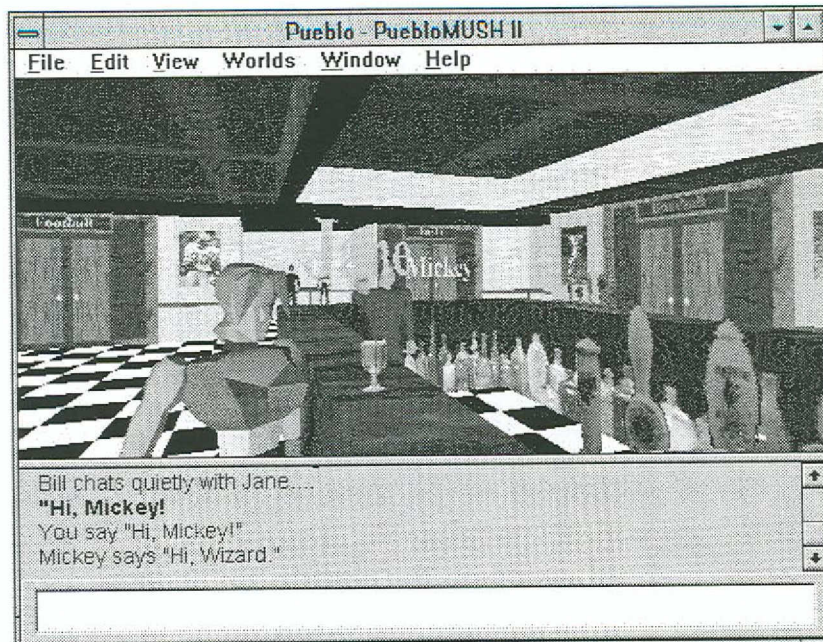 Pueblo - PuebloMUSH II
File Edit View Worlds Window Help
Football
Mickey
Bill chats quietly with Jane....
"Hi, Mickey!
You say "Hi, Mickey!"
Mickey says "Hi, Wizard."